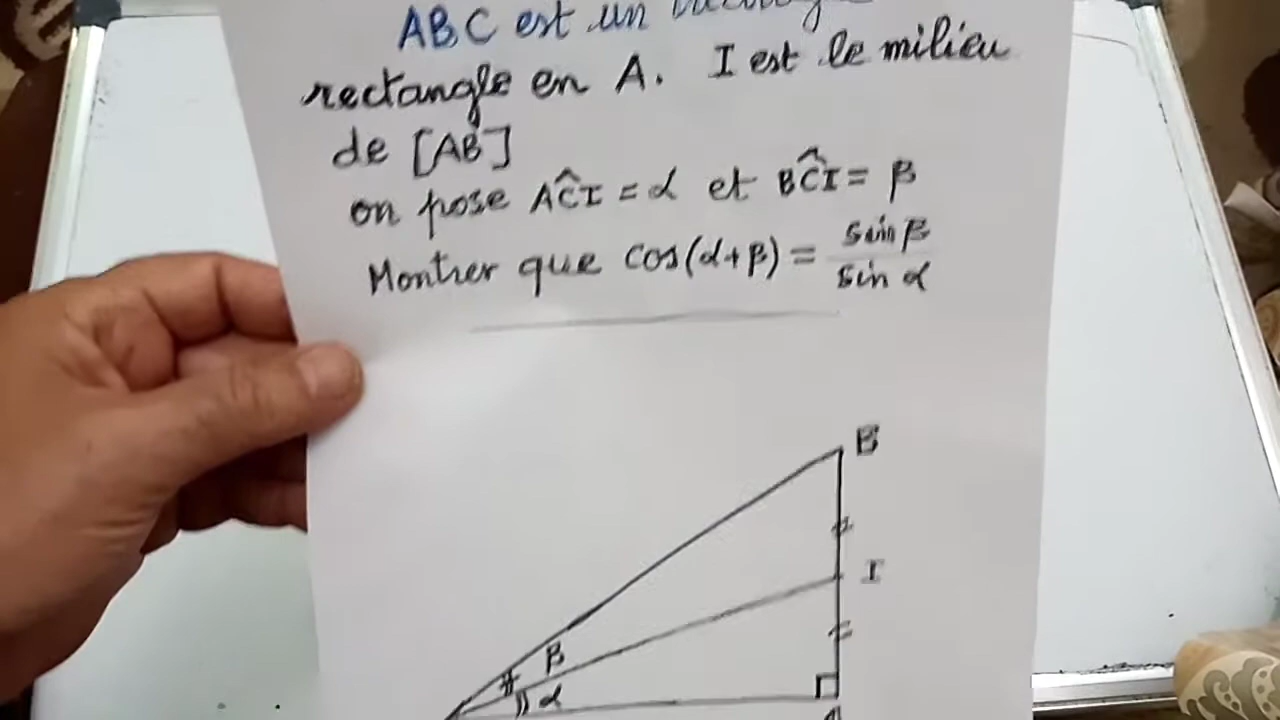 ABC est un
rectangle en A. I est le milieu
de [AB]
on pose AĈI = α et BĈI = β
Montrer que cos(α+β) = sin β / sin α
B
I
β
α